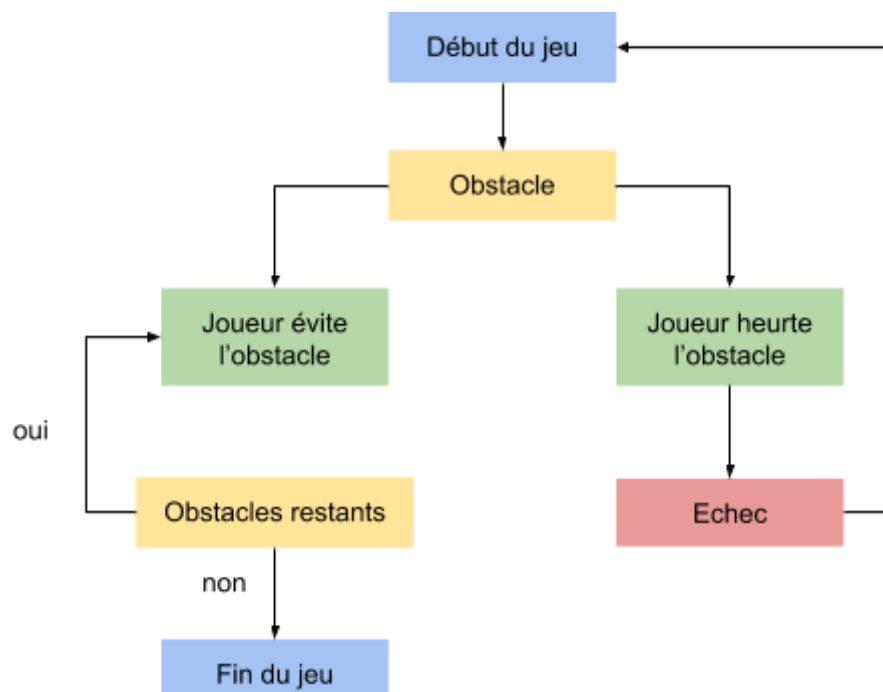 Début du jeu
Obstacle
Joueur évite
l'obstacle
Joueur heurte
l'obstacle
oui
Obstacles restants
Echec
non
Fin du jeu